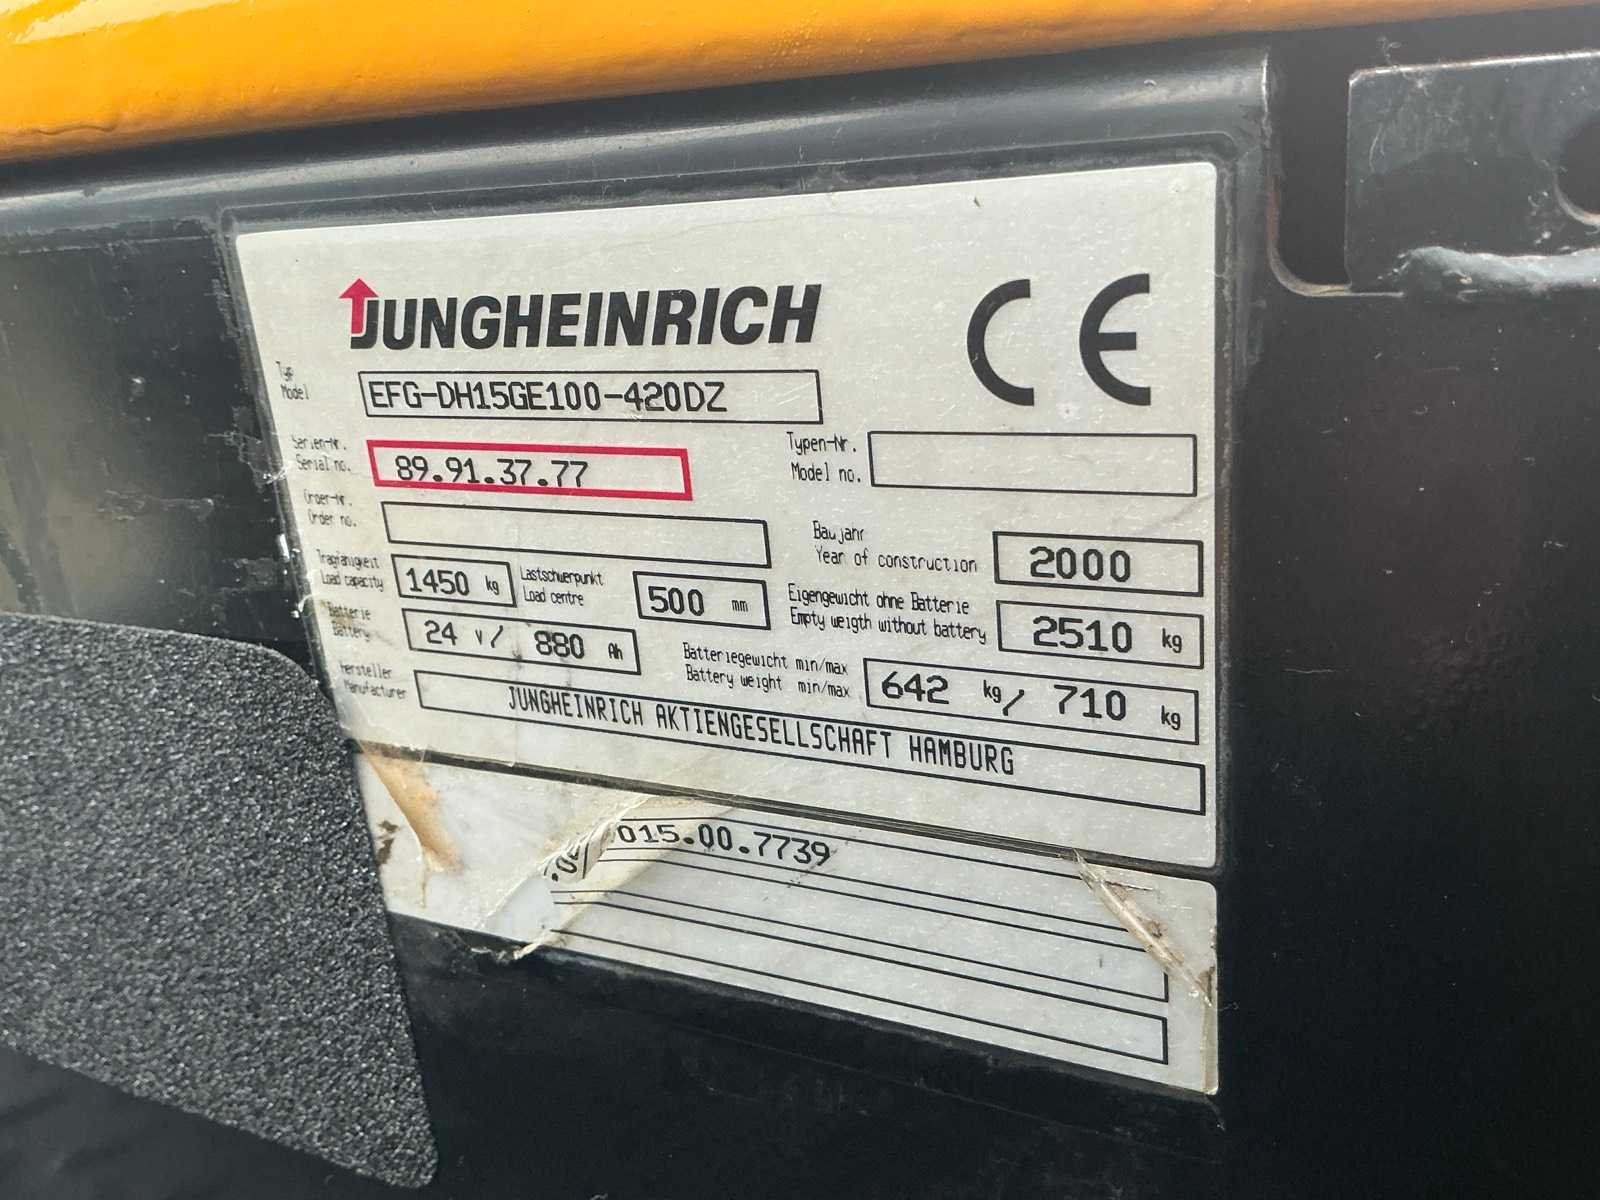 JUNGHEINRICH CE
Typ
Model EFG-DH15GE100-420DZ
Serien-Nr.
Serial no. 89.91.37.77
Typen-Nr.
Model no.
Order-Nr.
Order no.
Baujahr
Year of construction 2000
Tragfähigkeit
Load capacity 1450 kg
Lastschwerpunkt
Load centre 500 mm
Eigengewicht ohne Batterie
Empty weigth without battery 2510 kg
Batterie
Battery 24 V/ 880 Ah
Batteriegewicht min/max
Battery weight min/max 642 kg/ 710 kg
Hersteller
Manufacturer JUNGHEINRICH AKTIENGESELLSCHAFT HAMBURG
015.00.7739